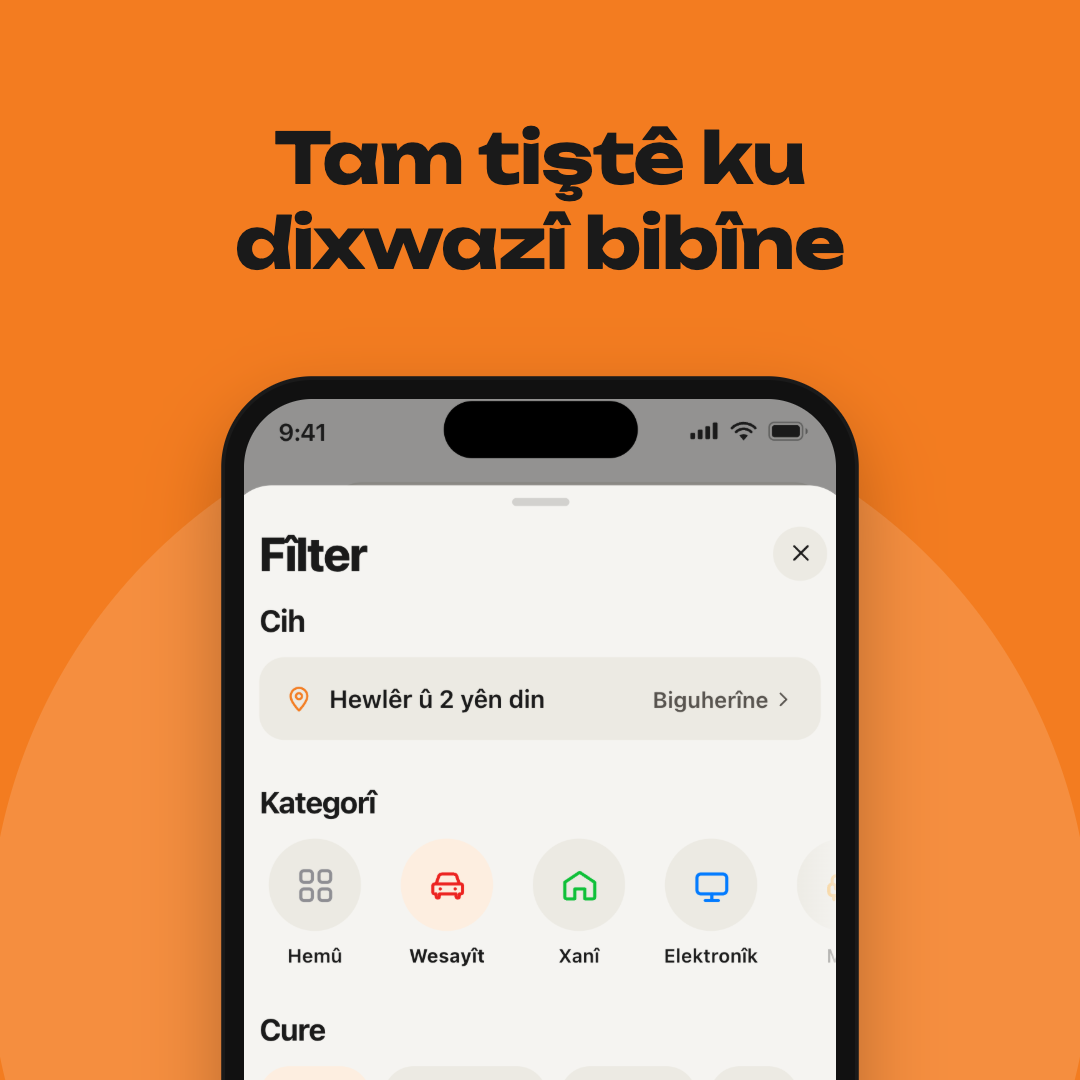 Tam tiştê ku
dixwazî bibîne
9:41
Fîlter
Cih
Hewlêr û 2 yên din
Biguherîne
Kategorî
Hemû
Wesayît
Xanî
Elektronîk
Cure